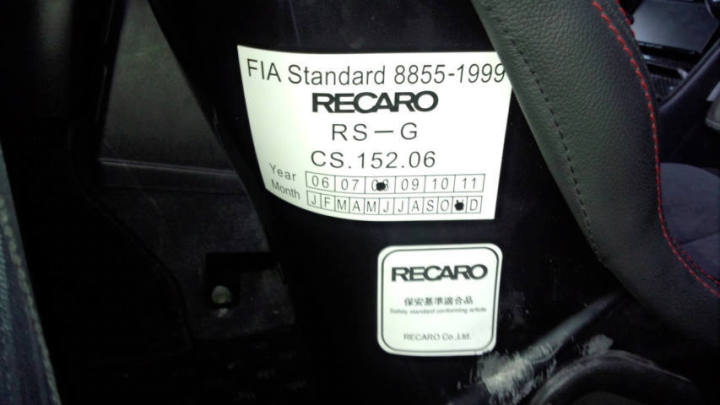 FIA Standard 8855-1999
RECARO
RS-G
CS.152.06
Year 06 07 09 10 11
Month J F M A M J J A S O D
RECARO
保安基準適合品
Safety standard conforming article
RECARO Co.,Ltd.